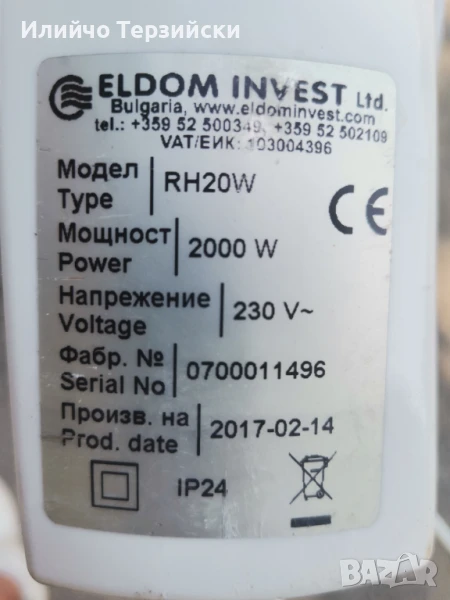 Илийчо Терзийски
ELDOM INVEST Ltd.
Bulgaria, www.eldominvest.com
tel.: +359 52 500349, +359 52 502109
VAT/ЕИК: 103004396
Модел RH20W
Type
Мощност 2000 W
Power
Напрежение 230 V~
Voltage
Фабр. № 0700011496
Serial No
Произв. на 2017-02-14
Prod. date
CE
IP24
BAZAR